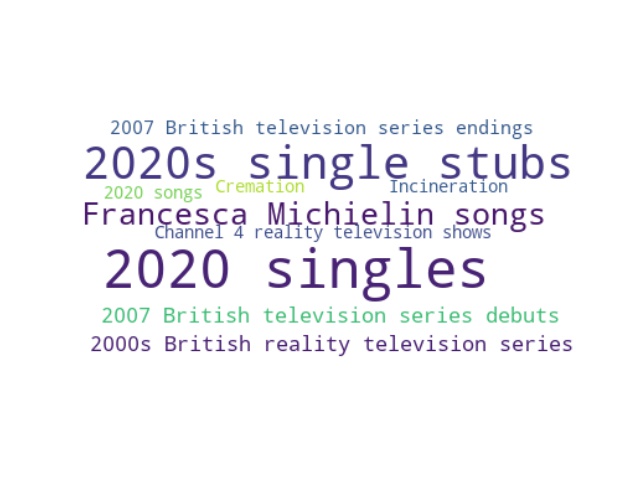 2007 British television series endings
2020s single stubs
2020 songs Cremation Incineration
Francesca Michielin songs
Channel 4 reality television shows
2020 singles
2007 British television series debuts
2000s British reality television series